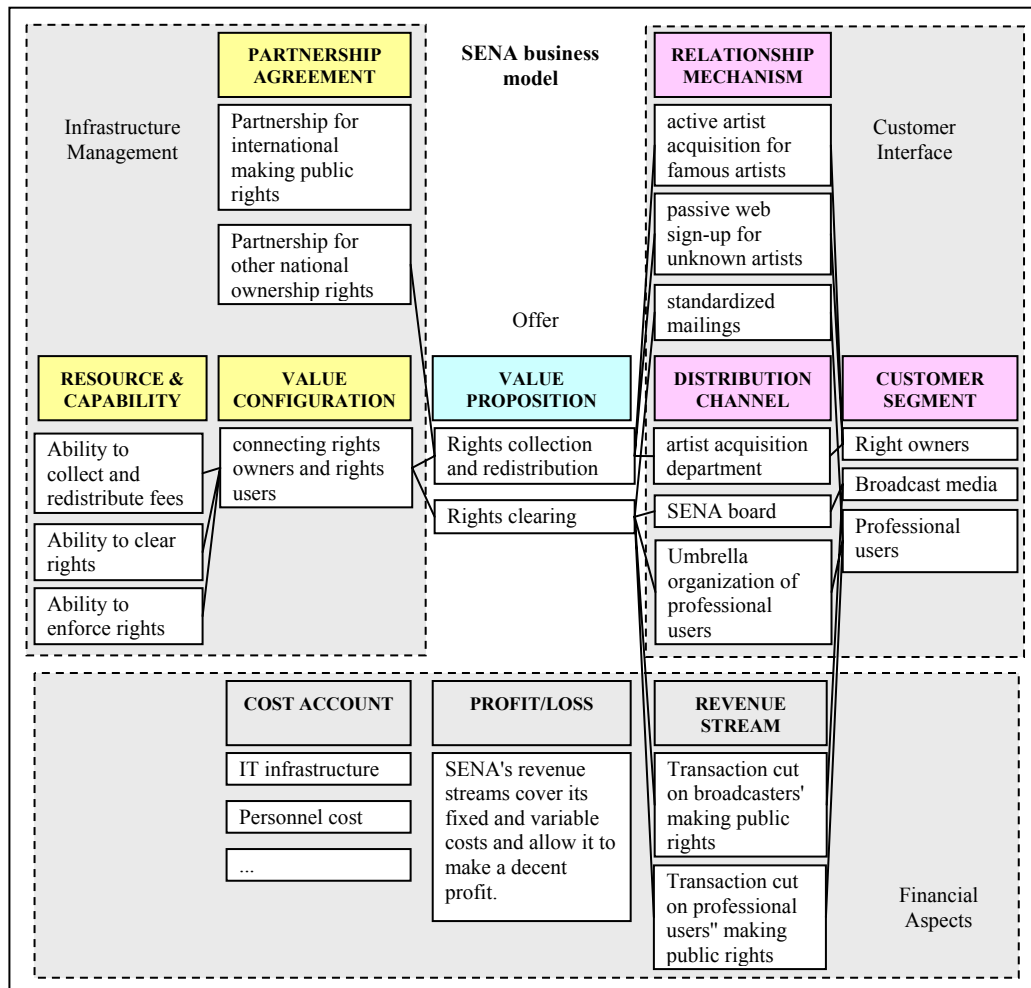 PARTNERSHIP
AGREEMENT
SENA business
model
RELATIONSHIP
MECHANISM
Infrastructure
Management
Customer
Interface
Partnership for
international
making public
rights
Partnership for
other national
ownership rights
active artist
acquisition for
famous artists
passive web
sign-up for
unknown artists
standardized
mailings
Offer
RESOURCE &
CAPABILITY
VALUE
CONFIGURATION
VALUE
PROPOSITION
DISTRIBUTION
CHANNEL
CUSTOMER
SEGMENT
Ability to
collect and
redistribute fees
Ability to clear
rights
Ability to
enforce rights
connecting rights
owners and rights
users
Rights collection
and redistribution
Rights clearing
artist acquisition
department
SENA board
Umbrella
organization of
professional
users
Right owners
Broadcast media
Professional
users
COST ACCOUNT
PROFIT/LOSS
REVENUE
STREAM
IT infrastructure
Personnel cost
...
SENA's revenue
streams cover its
fixed and variable
costs and allow it to
make a decent
profit.
Transaction cut
on broadcasters'
making public
rights
Transaction cut
on professional
users" making
public rights
Financial
Aspects